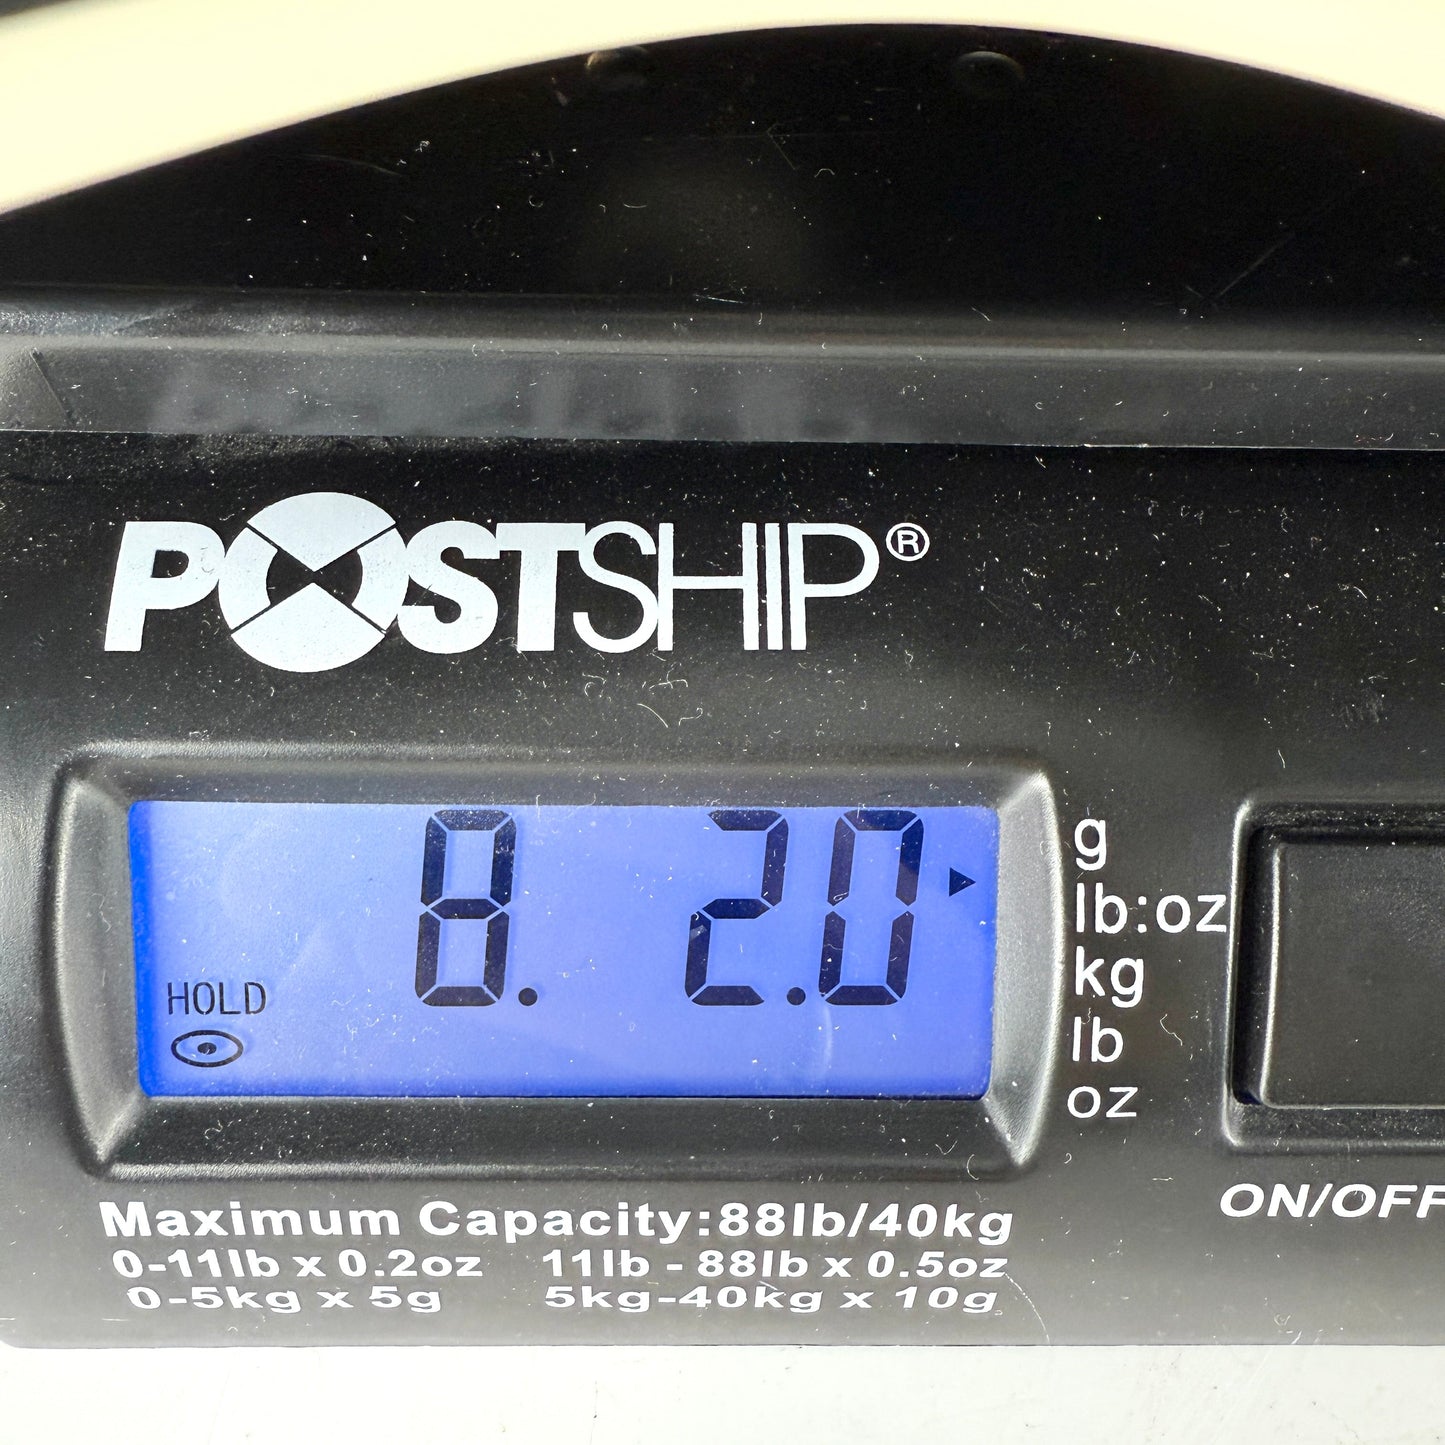 POSTSHIP®
8. 2.0
HOLD
g
lb:oz
kg
lb
oz
ON/OFF
Maximum Capacity:88lb/40kg
0-11lb x 0.2oz 11lb - 88lb x 0.5oz
0-5kg x 5g 5kg-40kg x 10g